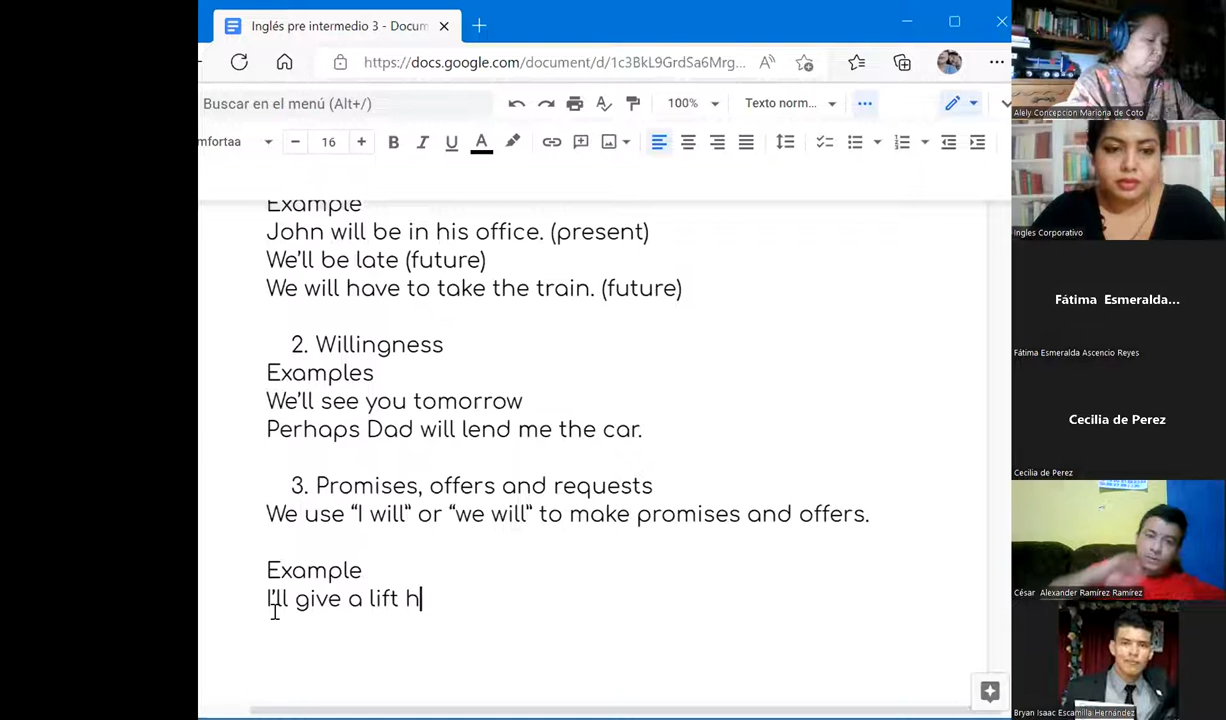 Inglés pre intermedio 3 - Docum
https://docs.google.com/document/d/1c3BkL9GrdSa6Mrg...
Buscar en el menú (Alt+/)
100%
Texto norm...
mfortaa
16
Example
John will be in his office. (present)
We'll be late (future)
We will have to take the train. (future)
2. Willingness
Examples
We'll see you tomorrow
Perhaps Dad will lend me the car.
3. Promises, offers and requests
We use “I will” or “we will” to make promises and offers.
Example
I'll give a lift h
Alely Concepcion Mariona de Coto
Ingles Corporativo
Fátima Esmeralda...
Fátima Esmeralda Ascencio Reyes
Cecilia de Perez
Cecilia de Perez
César Alexander Ramírez Ramírez
Bryan Isaac Escamilla Hernández